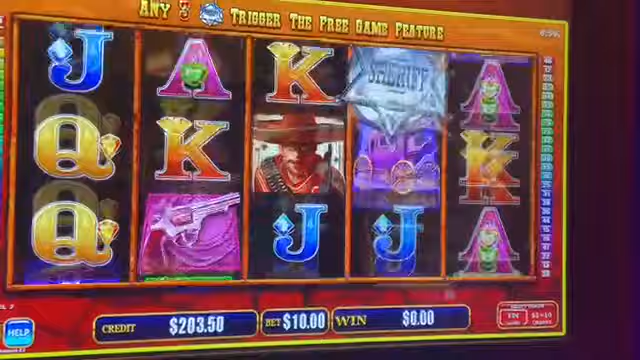 ANY 3 TRIGGER THE FREE GAME FEATURE
J A K SHERIFF A
Q K K
Q J J A
HELP
CREDIT $203.50 BET $10.00 WIN $0.00